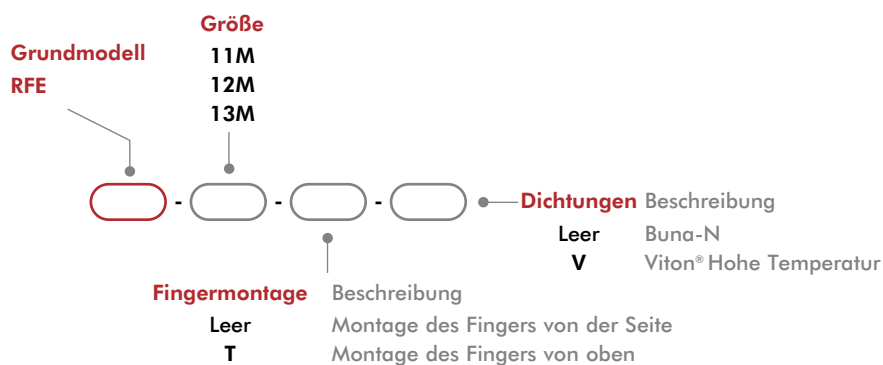 Größe
Grundmodell
11M
RFE
12M
13M
- - -
Dichtungen Beschreibung
Leer Buna-N
V Viton® Hohe Temperatur
Fingermontage Beschreibung
Leer Montage des Fingers von der Seite
T Montage des Fingers von oben